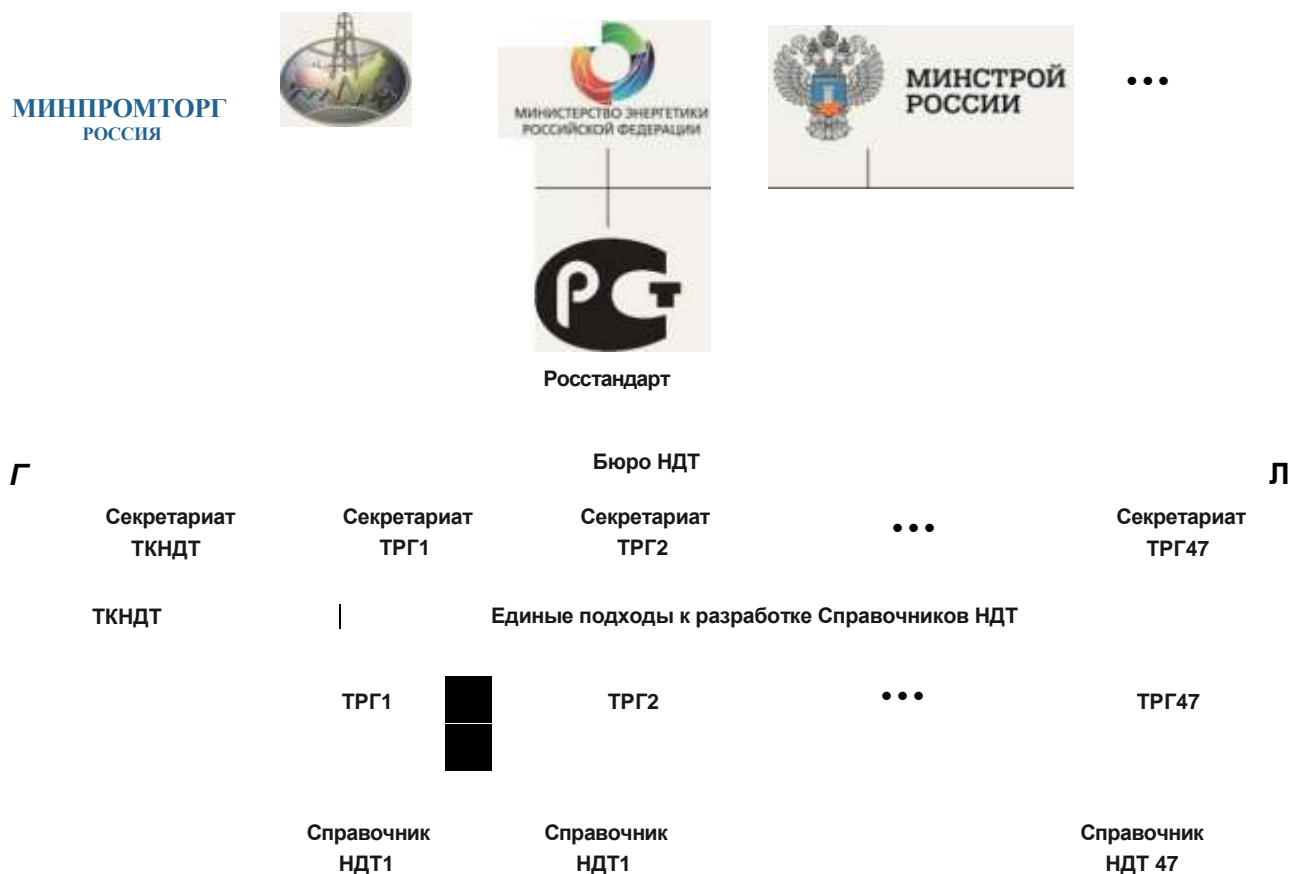 МИНПРОМТОРГ
РОССИЯ
МИНИСТЕРСТВО ЭНЕРГЕТИКИ
РОССИЙСКОЙ ФЕДЕРАЦИИ
МИНСТРОЙ
РОССИИ
•••
РСТ
Росстандарт
Бюро НДТ
Г
Л
Секретариат Секретариат Секретариат ••• Секретариат
ТКНДТ ТРГ1 ТРГ2 ТРГ47
ТКНДТ | Единые подходы к разработке Справочников НДТ
ТРГ1 ТРГ2 ••• ТРГ47
Справочник Справочник Справочник
НДТ1 НДТ1 НДТ 47